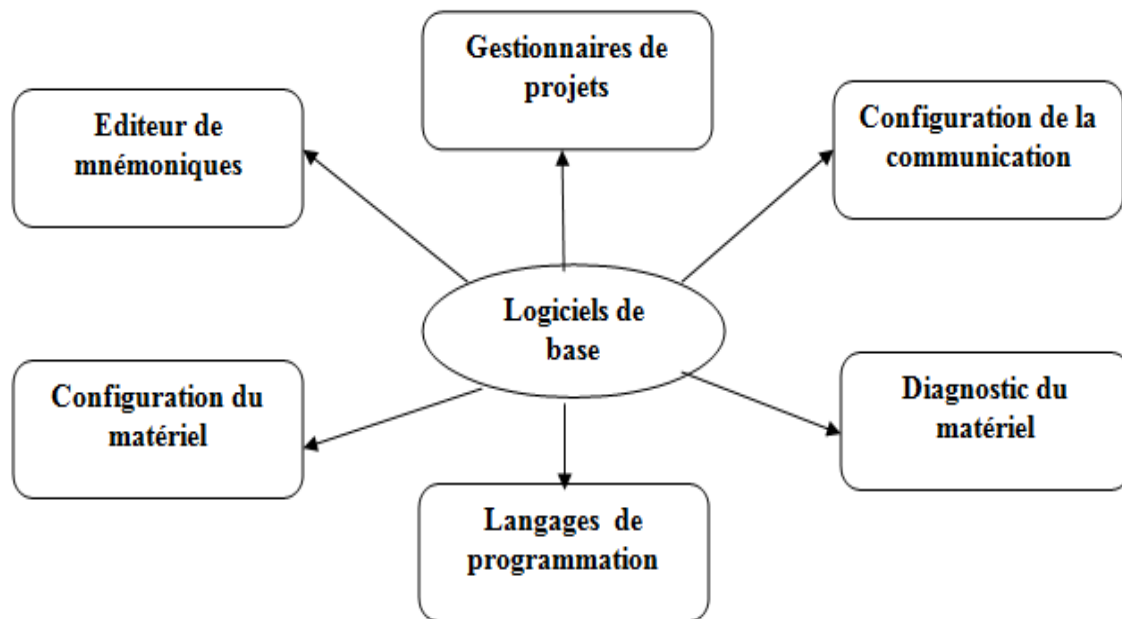 Gestionnaires de
projets
Editeur de
mnémoniques
Configuration de la
communication
Logiciels de
base
Configuration du
matériel
Diagnostic du
matériel
Langages de
programmation